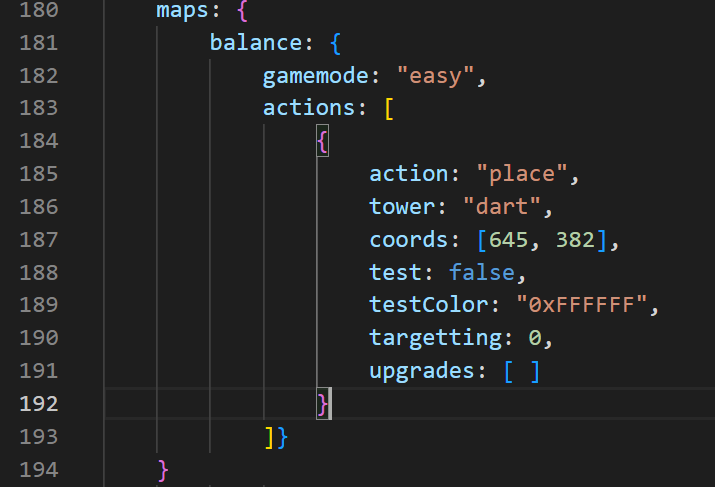 180 maps: {
181 balance: {
182 gamemode: "easy",
183 actions: [
184 {
185 action: "place",
186 tower: "dart",
187 coords: [645, 382],
188 test: false,
189 testColor: "0xFFFFFF",
190 targetting: 0,
191 upgrades: [ ]
192 }
193 ]}
194 }